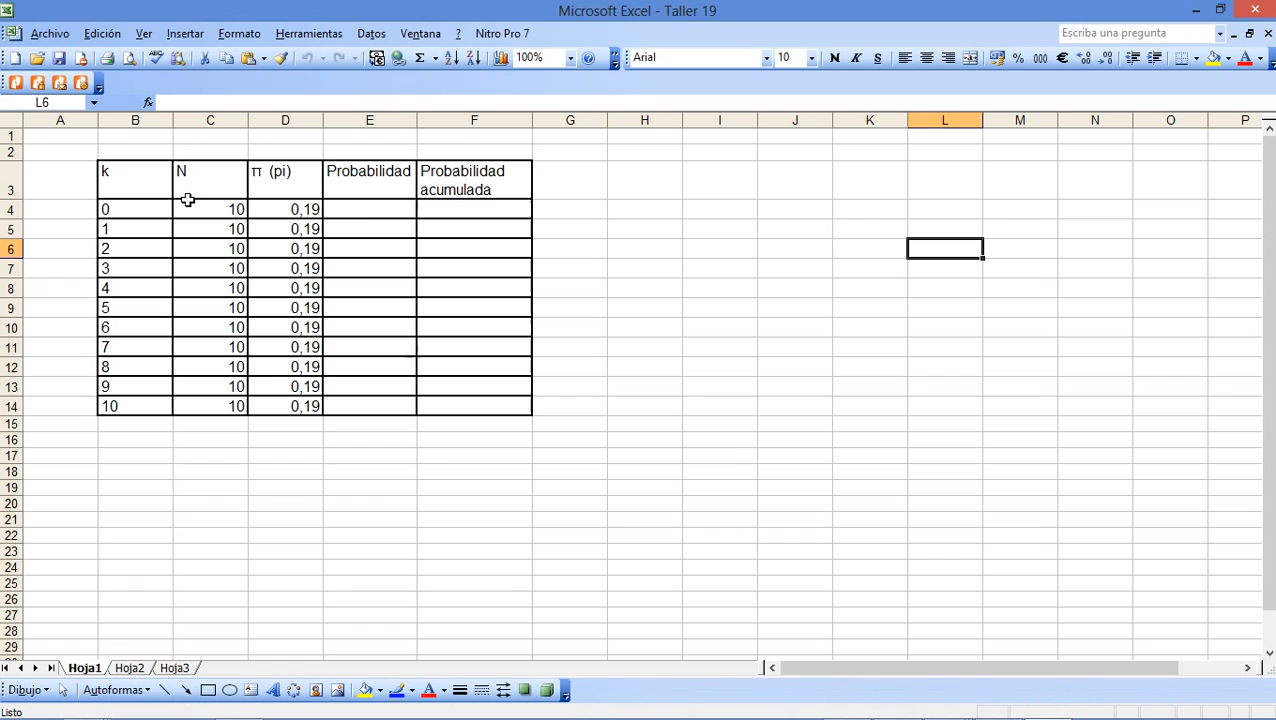 Microsoft Excel - Taller 19
Archivo Edición Ver Insertar Formato Herramientas Datos Ventana ? Nitro Pro 7 Escriba una pregunta
Σ 100% Arial 10 N K S % 000 €
L6 fx
A B C D E F G H I J K L M N O P
1
2
3 k N π (pi) Probabilidad Probabilidad
acumulada
4 0 10 0,19
5 1 10 0,19
6 2 10 0,19
7 3 10 0,19
8 4 10 0,19
9 5 10 0,19
10 6 10 0,19
11 7 10 0,19
12 8 10 0,19
13 9 10 0,19
14 10 10 0,19
15
16
17
18
19
20
21
22
23
24
25
26
27
28
29
Hoja1 Hoja2 Hoja3
Dibujo Autoformas
Listo